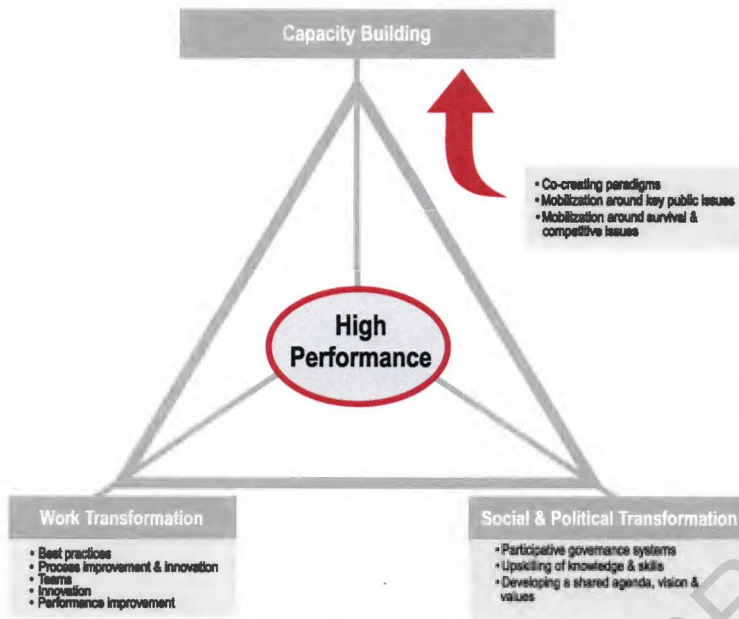 Capacity Building
• Co-creating paradigms
• Mobilization around key public issues
• Mobilization around survival &
competitive issues
High
Performance
Work Transformation
• Best practices
• Process improvement & innovation
• Teams
• Innovation
• Performance improvement
Social & Political Transformation
• Participative governance systems
• Upskilling of knowledge & skills
• Developing a shared agenda, vision &
values